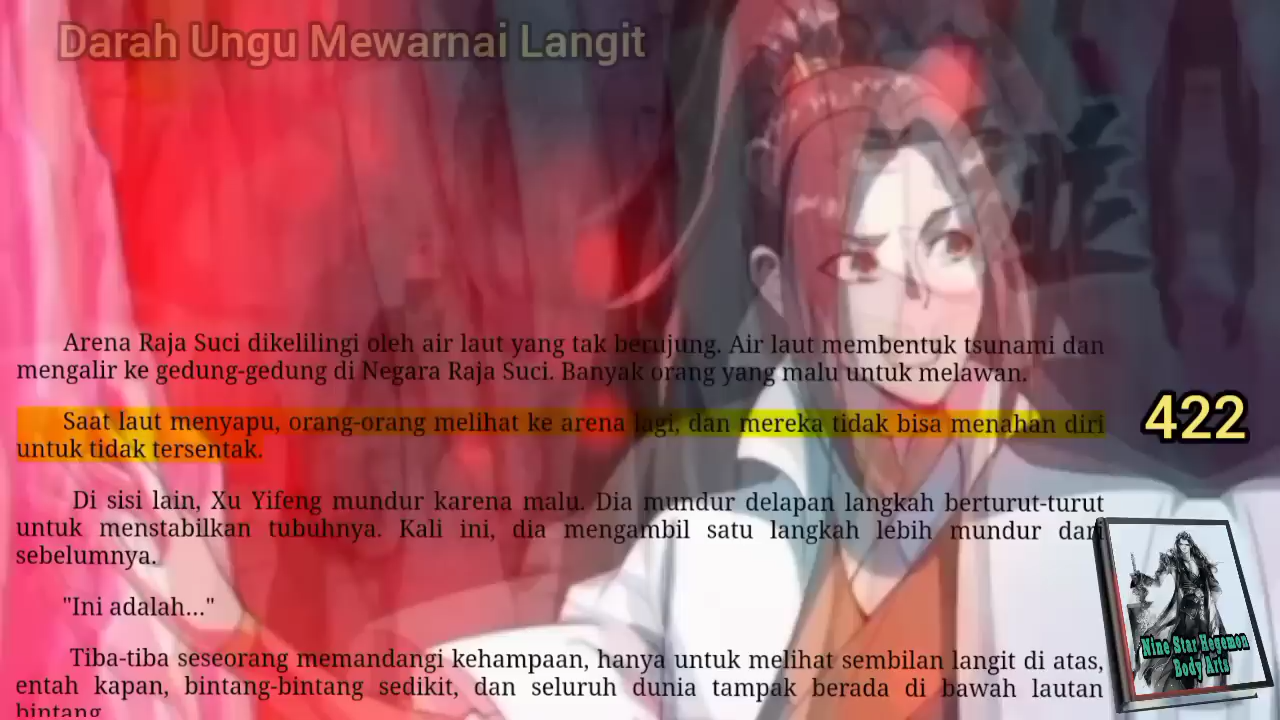 Darah Ungu Mewarnai Langit
Arena Raja Suci dikelilingi oleh air laut yang tak berujung. Air laut membentuk tsunami dan
mengalir ke gedung-gedung di Negara Raja Suci. Banyak orang yang malu untuk melawan.
Saat laut menyapu, orang-orang melihat ke arena lagi, dan mereka tidak bisa menahan diri
untuk tidak tersentak.
422
Di sisi lain, Xu Yifeng mundur karena malu. Dia mundur delapan langkah berturut-turut
untuk menstabilkan tubuhnya. Kali ini, dia mengambil satu langkah lebih mundur dari
sebelumnya.
"Ini adalah..."
Tiba-tiba seseorang memandangi kehampaan, hanya untuk melihat sembilan langit di atas,
entah kapan, bintang-bintang sedikit, dan seluruh dunia tampak berada di bawah lautan
bintang.
Nine Star Hegemon
Body Arts